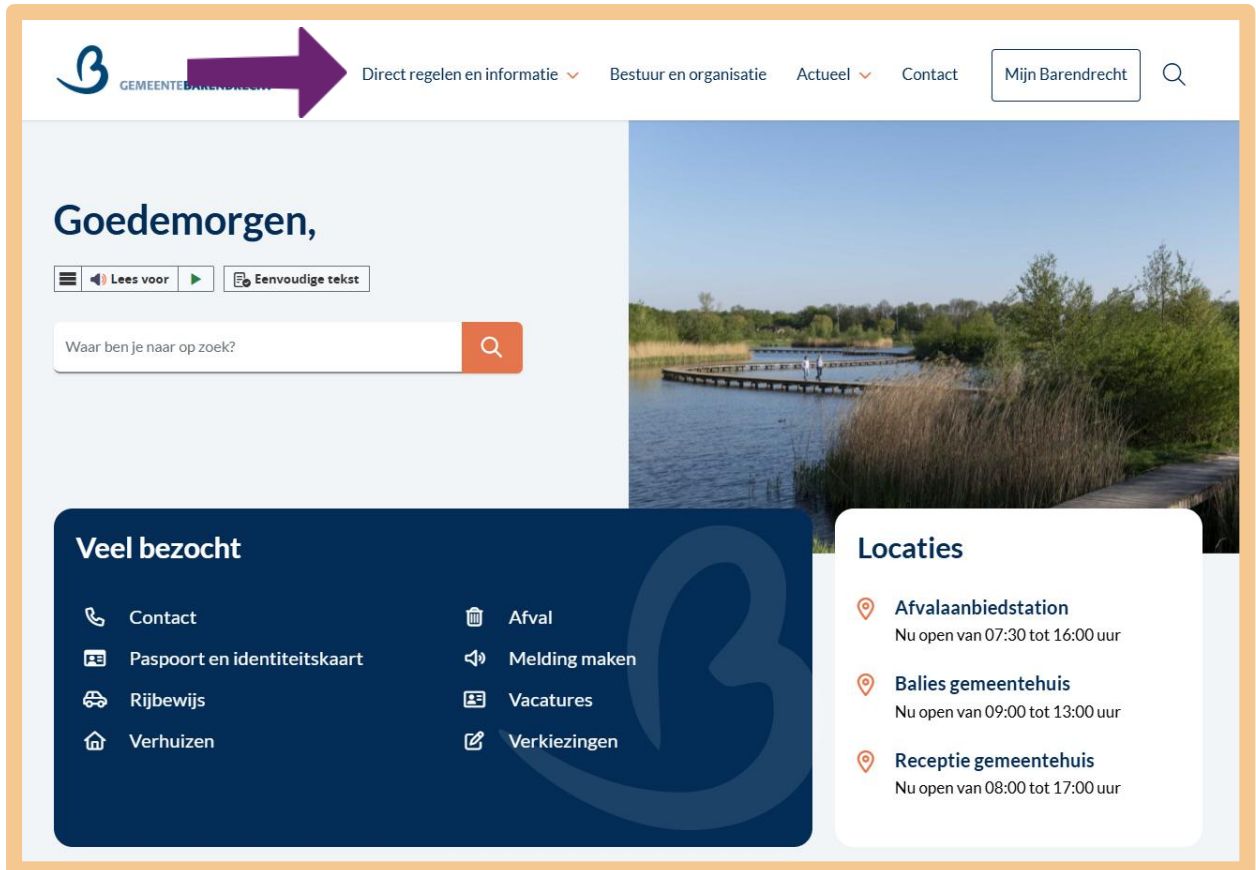 GEMEENTE
Direct regelen en informatie
Bestuur en organisatie
Actueel
Contact
Mijn Barendrecht
Goedemorgen,
Lees voor
Eenvoudige tekst
Waar ben je naar op zoek?
Veel bezocht
Contact
Paspoort en identiteitskaart
Rijbewijs
Verhuizen
Afval
Melding maken
Vacatures
Verkiezingen
Locaties
Afvalaanbiedstation
Nu open van 07:30 tot 16:00 uur
Balies gemeentehuis
Nu open van 09:00 tot 13:00 uur
Receptie gemeentehuis
Nu open van 08:00 tot 17:00 uur